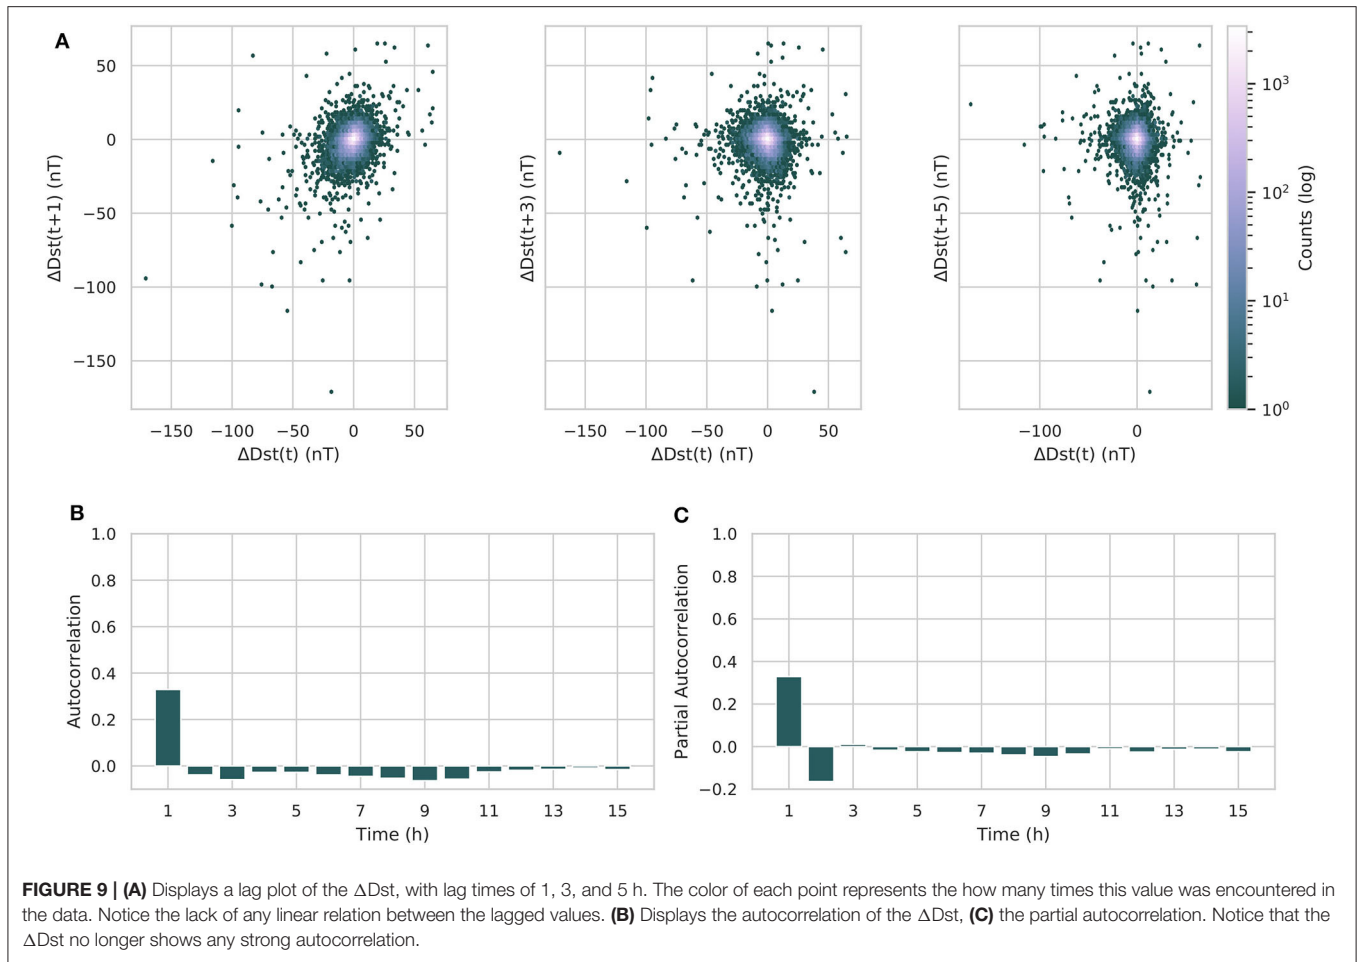 A
50
0
−50
−100
−150
ΔDst(t+1) (nT)
−150 −100 −50 0 50
ΔDst(t) (nT)
ΔDst(t+3) (nT)
−150 −100 −50 0 50
ΔDst(t) (nT)
ΔDst(t+5) (nT)
−100 0
ΔDst(t) (nT)
10³
10²
10¹
10⁰
Counts (log)
B
1.0
0.8
0.6
0.4
0.2
0.0
Autocorrelation
1 3 5 7 9 11 13 15
Time (h)
C
1.0
0.8
0.6
0.4
0.2
0.0
−0.2
Partial Autocorrelation
1 3 5 7 9 11 13 15
Time (h)
FIGURE 9 | (A) Displays a lag plot of the ΔDst, with lag times of 1, 3, and 5 h. The color of each point represents the how many times this value was encountered in
the data. Notice the lack of any linear relation between the lagged values. (B) Displays the autocorrelation of the ΔDst, (C) the partial autocorrelation. Notice that the
ΔDst no longer shows any strong autocorrelation.